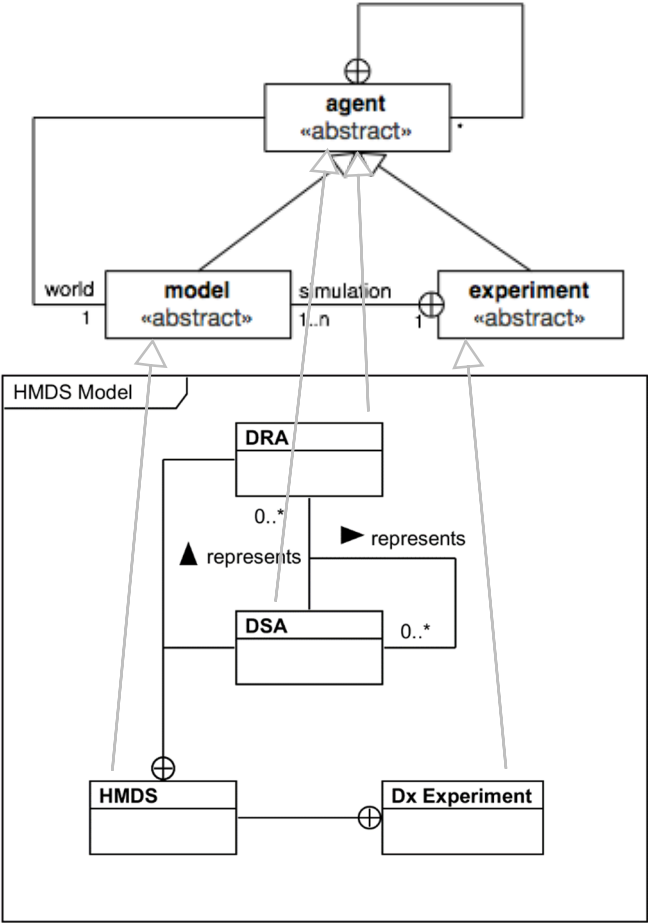 agent
«abstract»
*
world
1
model
«abstract»
simulation
1..n
1
experiment
«abstract»
HMDS Model
DRA
0..*
represents
represents
DSA
0..*
HMDS
Dx Experiment